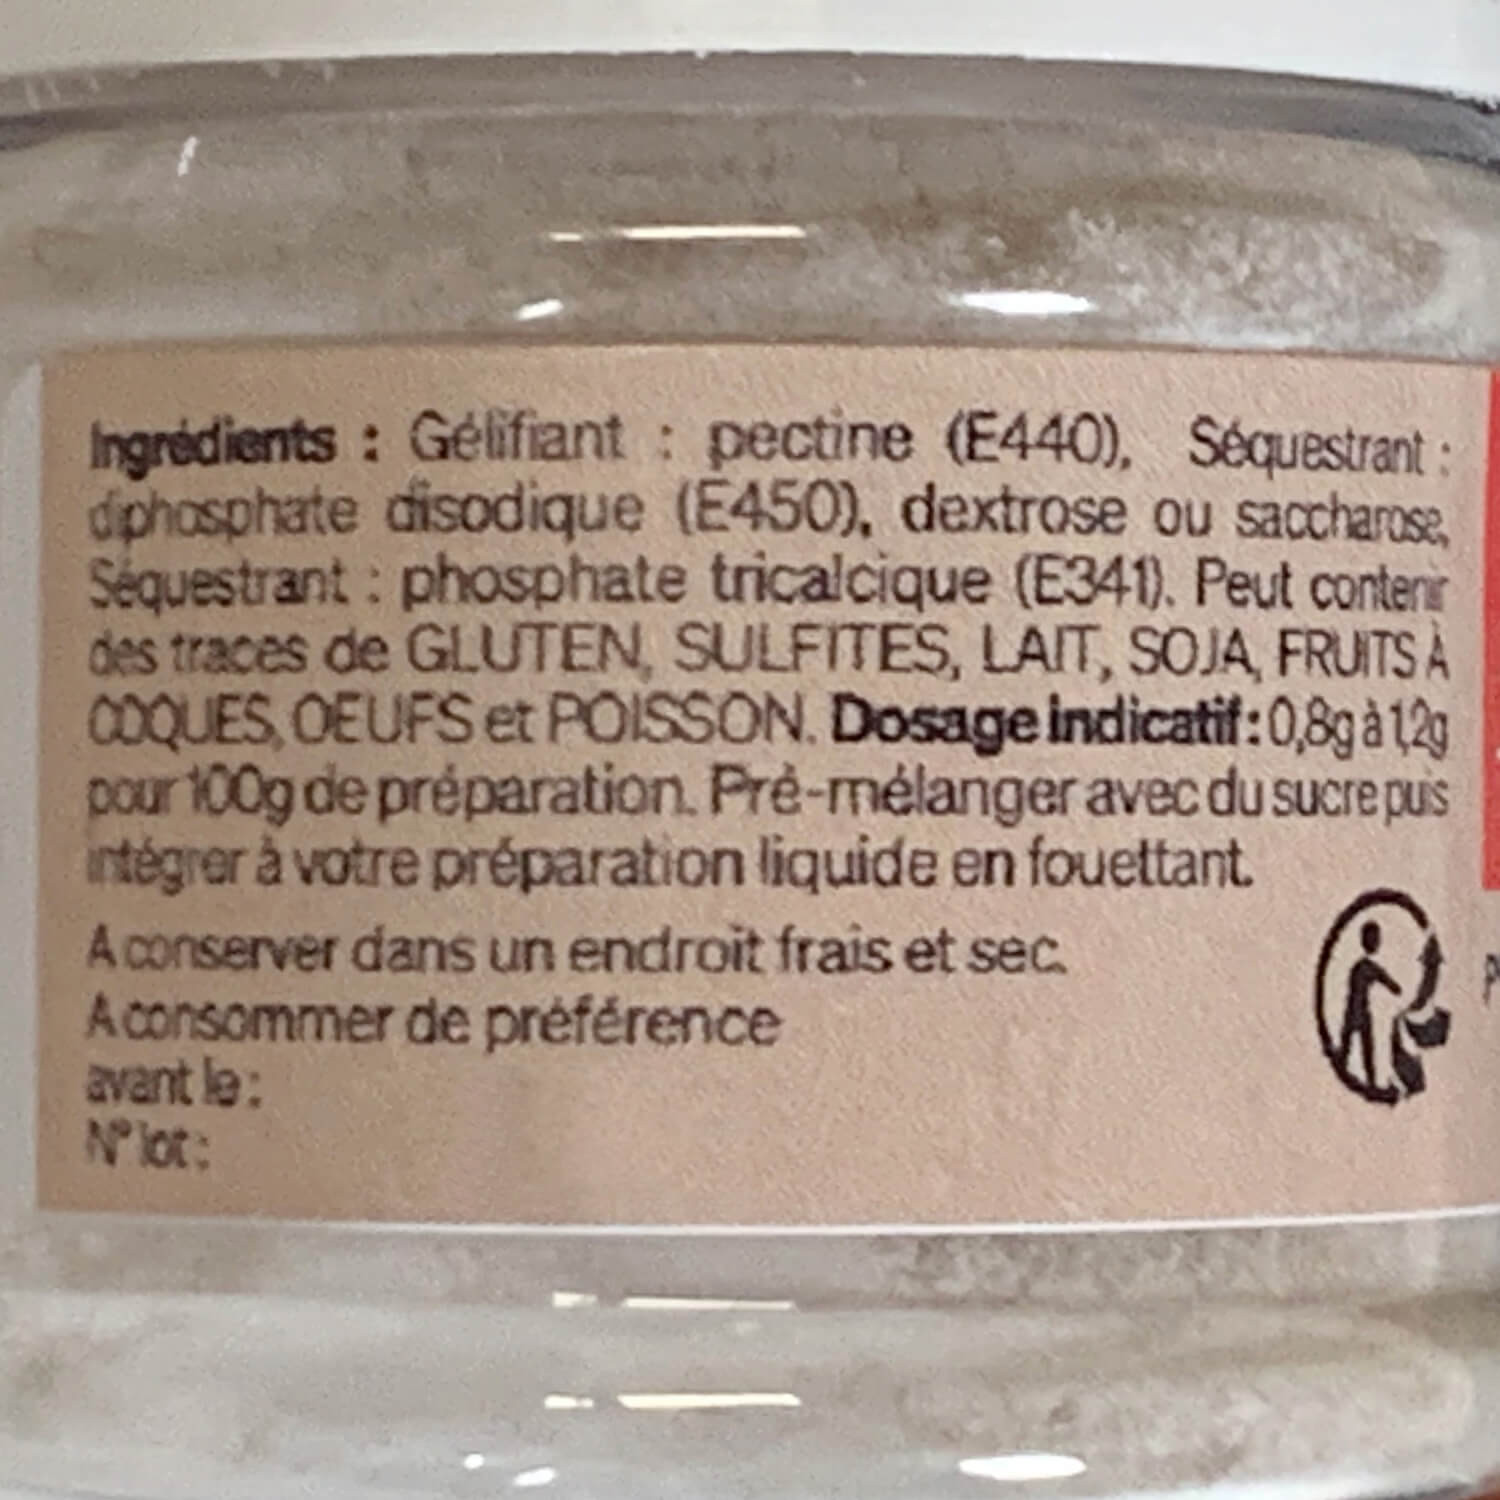 Ingrédients : Gélifiant : pectine (E440), Séquestrant :
diphosphate disodique (E450), dextrose ou saccharose,
Séquestrant : phosphate tricalcique (E341). Peut contenir
des traces de GLUTEN, SULFITES, LAIT, SOJA, FRUITS À
COQUES, OEUFS et POISSON. Dosage indicatif : 0,8g à 1,2g
pour 100g de préparation. Pré-mélanger avec du sucre puis
intégrer à votre préparation liquide en fouettant.
A conserver dans un endroit frais et sec.
A consommer de préférence
avant le :
N° lot :